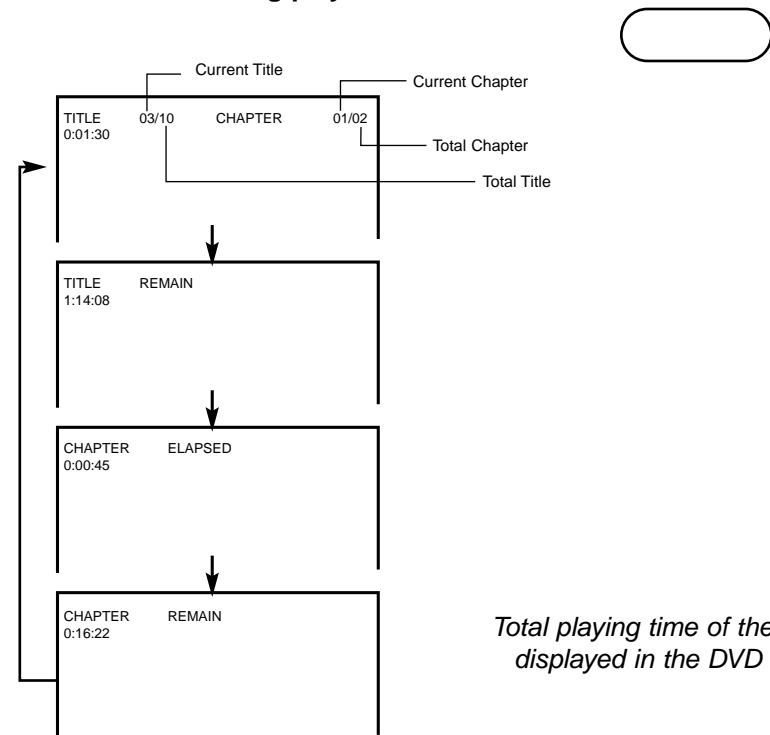 Current Title
Current Chapter
TITLE 03/10 CHAPTER 01/02
0:01:30
Total Chapter
Total Title
TITLE REMAIN
1:14:08
CHAPTER ELAPSED
0:00:45
CHAPTER REMAIN
0:16:22
Total playing time of the
displayed in the DVD